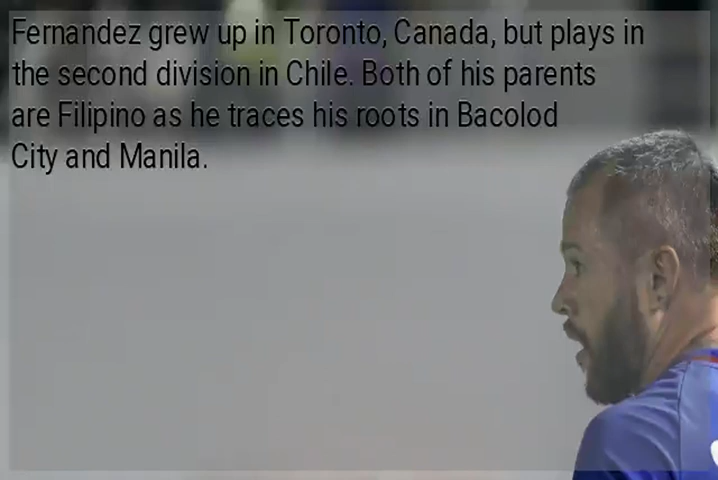 Fernandez grew up in Toronto, Canada, but plays in
the second division in Chile. Both of his parents
are Filipino as he traces his roots in Bacolod
City and Manila.